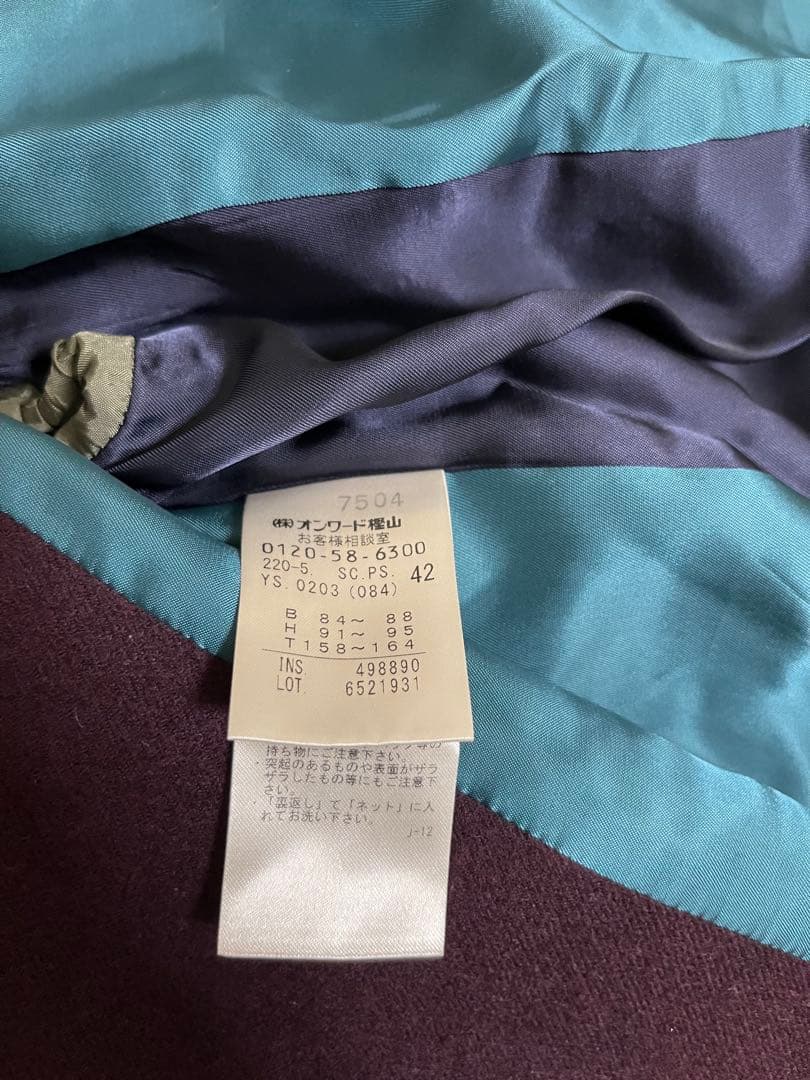 7504
㈱オンワード樫山
お客様相談室
0120-58-6300
220-5. SC.PS. 42
YS.0203(084)
B 84～ 88
H 91～ 95
T158～164
INS. 498890
LOT. 6521931
持ち物にご注意下さい。
・突起のあるものや表面がザラ
ザラしたもの等にもご注意下
さい。
・「裏返し」て「ネット」に入
れてお洗い下さい。
J-12